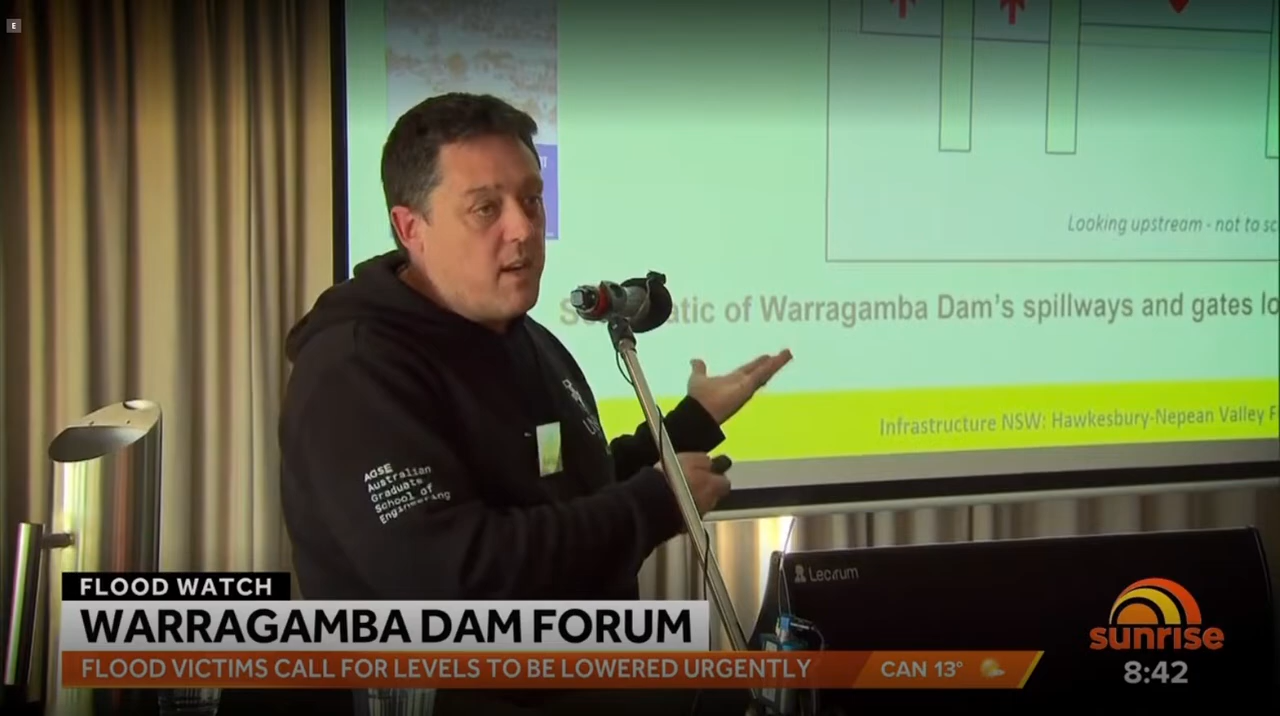 E
Looking upstream - not to sc
atic of Warragamba Dam's spillways and gates lo
Infrastructure NSW: Hawkesbury-Nepean Valley F
AGSE
Australian
Graduate
School of
Engineering
Lectrum
FLOOD WATCH
WARRAGAMBA DAM FORUM
FLOOD VICTIMS CALL FOR LEVELS TO BE LOWERED URGENTLY
CAN 13°
sunrise
8:42